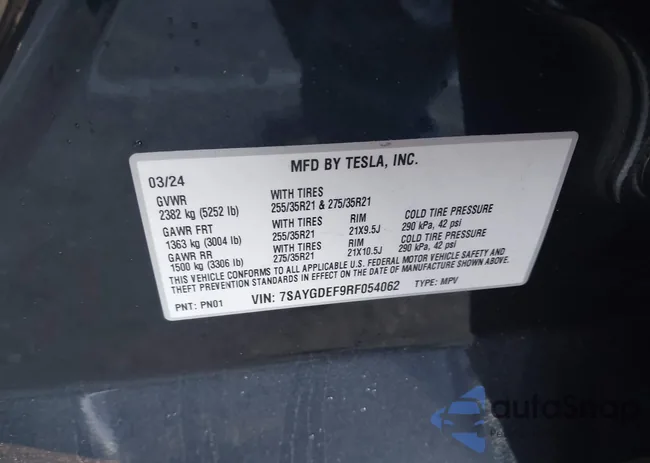 MFD BY TESLA, INC.
03/24
GVWR
2382 kg (5252 lb)
WITH TIRES
255/35R21 & 275/35R21
GAWR FRT
1363 kg (3004 lb)
WITH TIRES
255/35R21
RIM
21X9.5J
COLD TIRE PRESSURE
290 kPa, 42 psi
GAWR RR
1500 kg (3306 lb)
WITH TIRES
275/35R21
RIM
21X10.5J
COLD TIRE PRESSURE
290 kPa, 42 psi
THIS VEHICLE CONFORMS TO ALL APPLICABLE U.S. FEDERAL MOTOR VEHICLE SAFETY AND
THEFT PREVENTION STANDARDS IN EFFECT ON THE DATE OF MANUFACTURE SHOWN ABOVE.
PNT: PN01 VIN: 7SAYGDEF9RF054062 TYPE: MPV
autoSnap